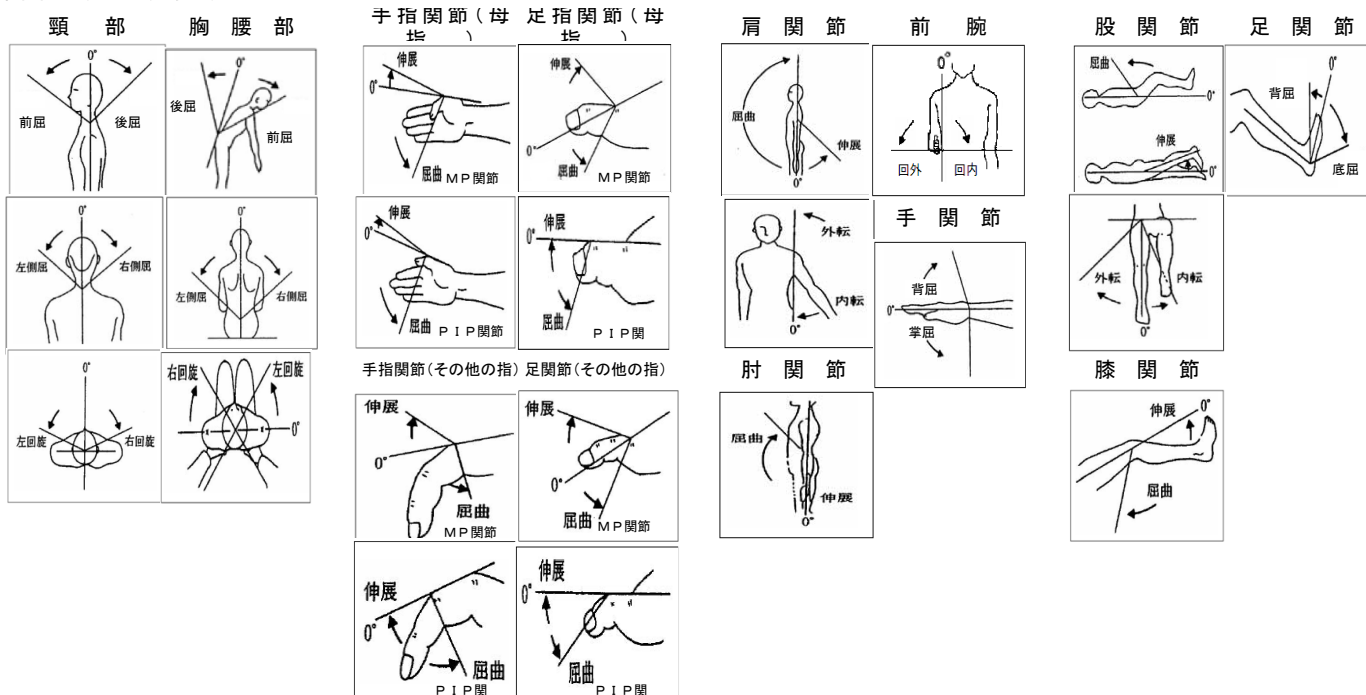 頸部
0°
前屈
後屈
0°
左側屈
右側屈
0°
左回旋
右回旋
胸腰部
0°
後屈
前屈
0°
左側屈
右側屈
右回旋
左回旋
0°
手指関節(母
指)
伸展
0°
屈曲
MP関節
伸展
0°
屈曲
PIP関節
足指関節(母
指)
伸展
0°
屈曲
MP関節
0°
伸展
屈曲
PIP関
手指関節(その他の指)
伸展
0°
屈曲
MP関節
伸展
0°
屈曲
PIP関
足関節(その他の指)
伸展
0°
屈曲
MP関節
伸展
0°
屈曲
PIP関
肩関節
屈曲
伸展
0°
外転
内転
0°
肘関節
屈曲
伸展
0°
前腕
0°
回外
回内
手関節
背屈
0°
掌屈
股関節
屈曲
0°
伸展
0°
外転
内転
0°
膝関節
伸展
0°
屈曲
足関節
0°
背屈
底屈